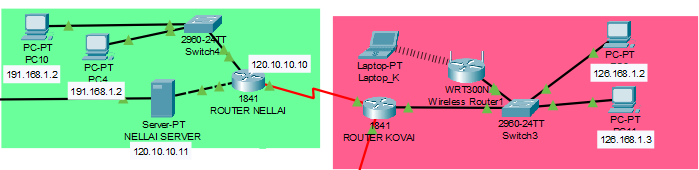 PC-PT
PC10
191.168.1.2
PC-PT
PC4
191.168.1.2
2960-24TT
Switch4
120.10.10.10
1841
ROUTER NELLAI
Server-PT
NELLAI SERVER
120.10.10.11
Laptop-PT
Laptop_K
WRT300N
Wireless Router1
1841
ROUTER KOVAI
2960-24TT
Switch3
PC-PT
126.168.1.2
PC-PT
126.168.1.3